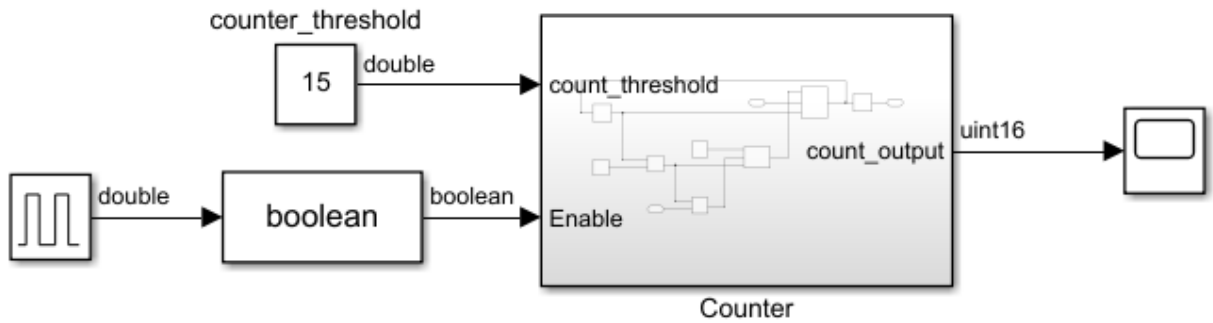 counter_threshold
15
double
count_threshold
uint16
count_output
double
boolean
boolean
Enable
Counter